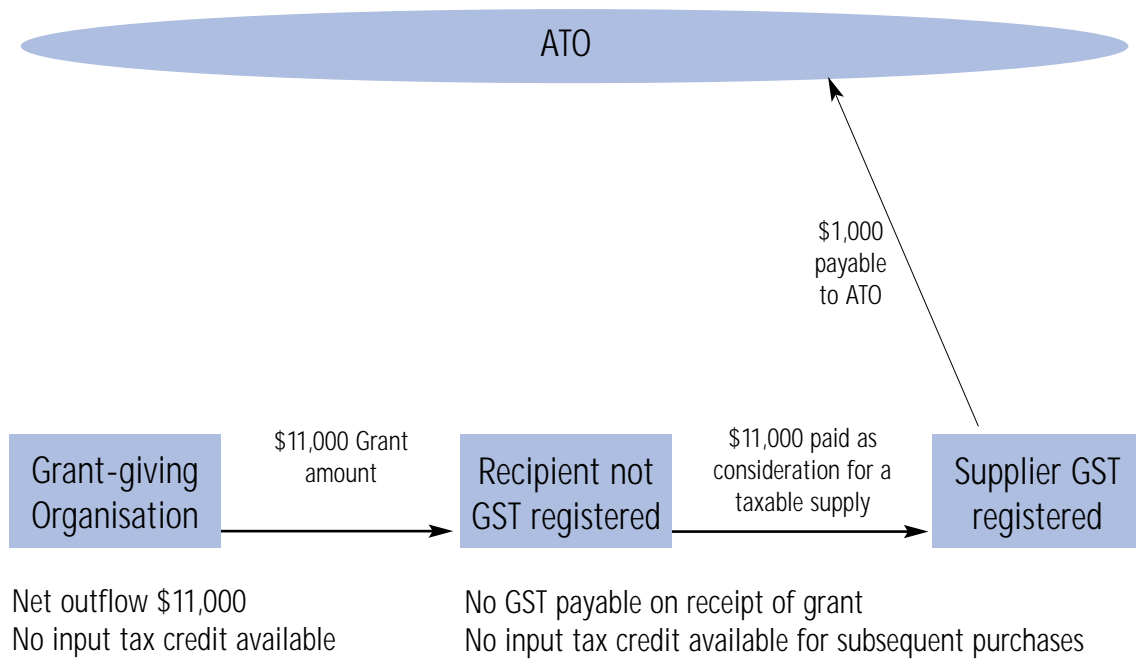 ATO
$1,000
payable
to ATO
Grant-giving
Organisation
$11,000 Grant
amount
Recipient not
GST registered
$11,000 paid as
consideration for a
taxable supply
Supplier GST
registered
Net outflow $11,000
No input tax credit available
No GST payable on receipt of grant
No input tax credit available for subsequent purchases